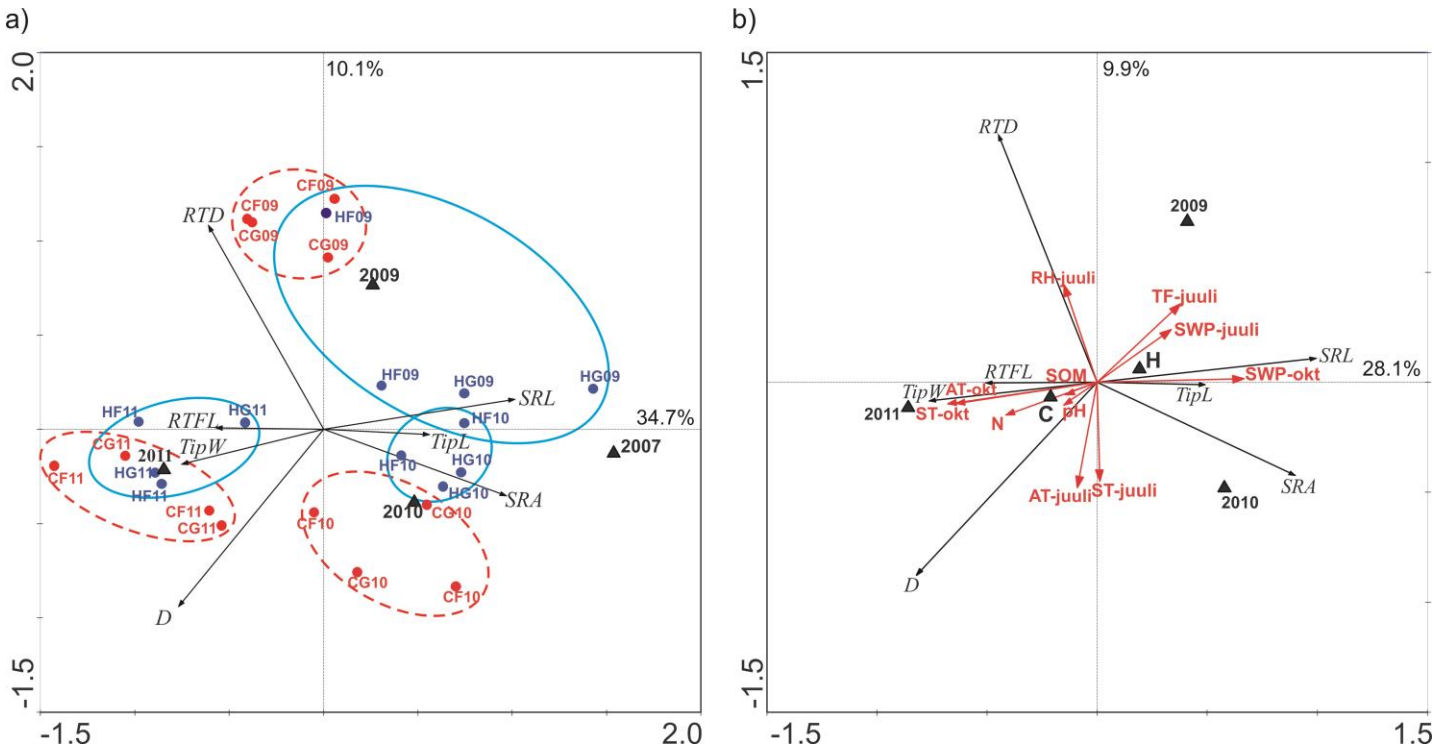 a)
2.0
10.1%
CF09
CF09
HF09
RTD
CG09
CG09
2009
HF09
HG09
HG09
SRL
HF11
HG11
HF10
34.7%
RTFL
TipL
2007
CG11
TipW
2011
CF11
HG11
HF10
HG10
HF11
HG10
SRA
2010
CG10
CF11
CF10
CG11
CG10
CF10
D
-1.5
-1.5
2.0
b)
1.5
9.9%
RTD
2009
RH-juuli
TF-juuli
SWP-juuli
H
SRL
28.1%
RTFL
SOM
SWP-okt
TipW
AT-okt
TipL
2011
ST-okt
C
pH
N
AT-juuli
ST-juuli
SRA
2010
D
-1.5
-1.5
1.5